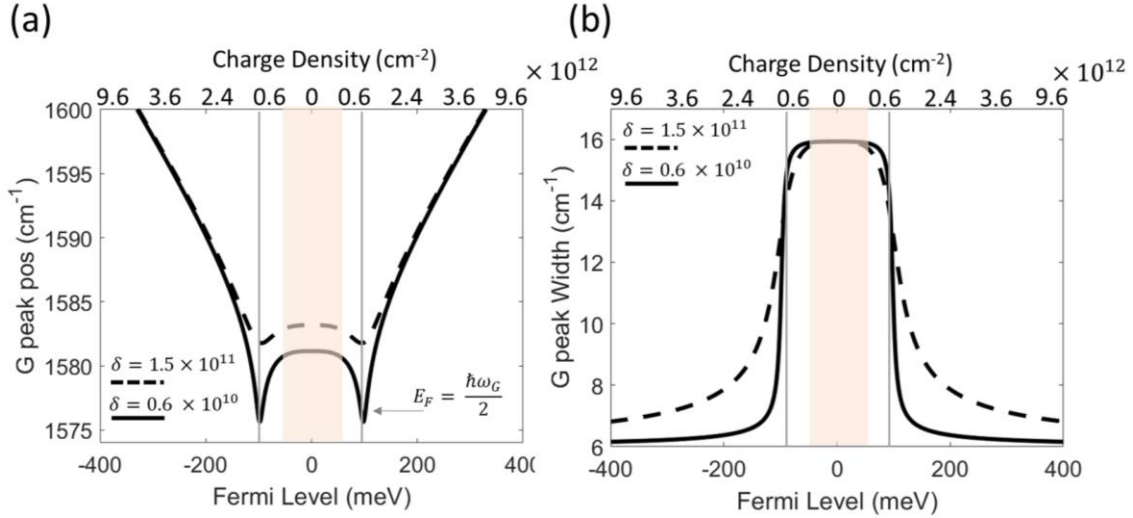 (a)
Charge Density (cm-2)
× 10¹²
9.6 3.6 2.4 0.6 0 0.6 2.4 3.6 9.6
1600
1595
1590
1585
1580
1575
G peak pos (cm⁻¹)
δ = 1.5 × 10¹¹
δ = 0.6 × 10¹⁰
E_F = ħω_G / 2
-400 -200 0 200 40
Fermi Level (meV)
(b)
Charge Density (cm-2)
× 10¹²
9.6 3.6 2.4 0.6 0 0.6 2.4 3.6 9.6
δ = 1.5 × 10¹¹
δ = 0.6 × 10¹⁰
16
14
12
10
8
6
G peak Width (cm⁻¹)
-400 -200 0 200 400
Fermi Level (meV)